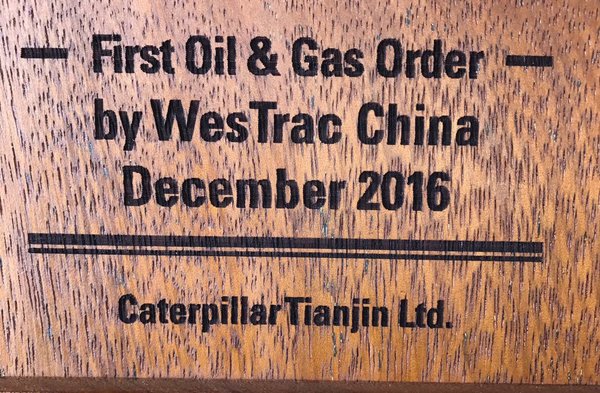 — First Oil & Gas Order —
by WesTrac China
December 2016
Caterpillar Tianjin Ltd.